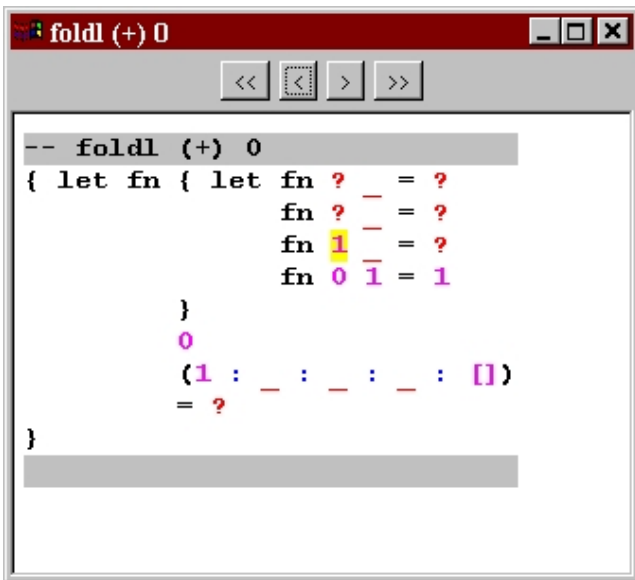 foldl (+) 0
<< < > >>
-- foldl (+) 0
{ let fn { let fn ? _ = ?
fn ? _ = ?
fn 1 _ = ?
fn 0 1 = 1
}
0
(1 : _ : _ : _ : [])
= ?
}